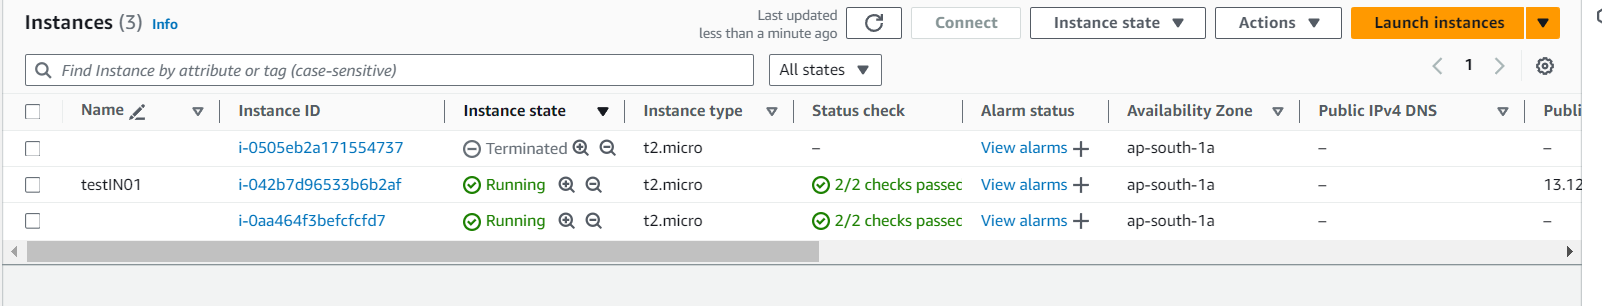 Instances (3) Info
Last updated
less than a minute ago
Connect
Instance state
Actions
Launch instances
Find Instance by attribute or tag (case-sensitive)
All states
1
Name Instance ID Instance state Instance type Status check Alarm status Availability Zone Public IPv4 DNS Publi
i-0505eb2a171554737 Terminated t2.micro – View alarms + ap-south-1a – –
testIN01 i-042b7d96533b6b2af Running t2.micro 2/2 checks passed View alarms + ap-south-1a – 13.12
i-0aa464f3befcfcfd7 Running t2.micro 2/2 checks passed View alarms + ap-south-1a – –